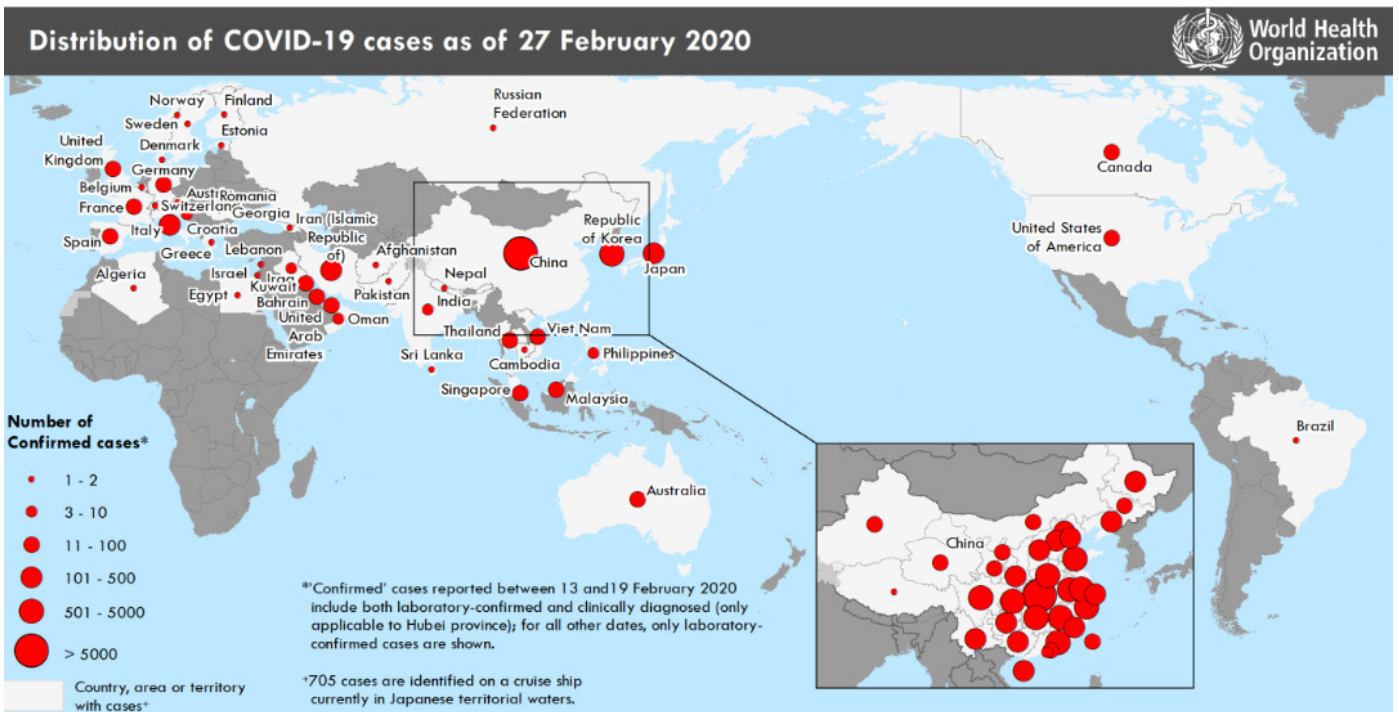 Distribution of COVID-19 cases as of 27 February 2020
World Health
Organization
Norway
Finland
Sweden
Estonia
Russian
Federation
United
Kingdom
Denmark
Germany
Belgium
Austri
Romania
France
Switzerland
Georgia
Iran (Islamic
Republic
of)
Italy
Croatia
Spain
Greece
Lebanon
Afghanistan
Algeria
Israel
Iraq
Kuwait
Egypt
Bahrain
Pakistan
United
Arab
Emirates
Oman
Nepal
India
China
Republic
of Korea
Japan
Thailand
Viet Nam
Sri Lanka
Cambodia
Philippines
Singapore
Malaysia
Australia
Canada
United States
of America
Brazil
China
Number of
Confirmed cases*
1 - 2
3 - 10
11 - 100
101 - 500
501 - 5000
> 5000
Country, area or territory
with cases+
*'Confirmed' cases reported between 13 and19 February 2020
include both laboratory-confirmed and clinically diagnosed (only
applicable to Hubei province); for all other dates, only laboratory-
confirmed cases are shown.
+705 cases are identified on a cruise ship
currently in Japanese territorial waters.